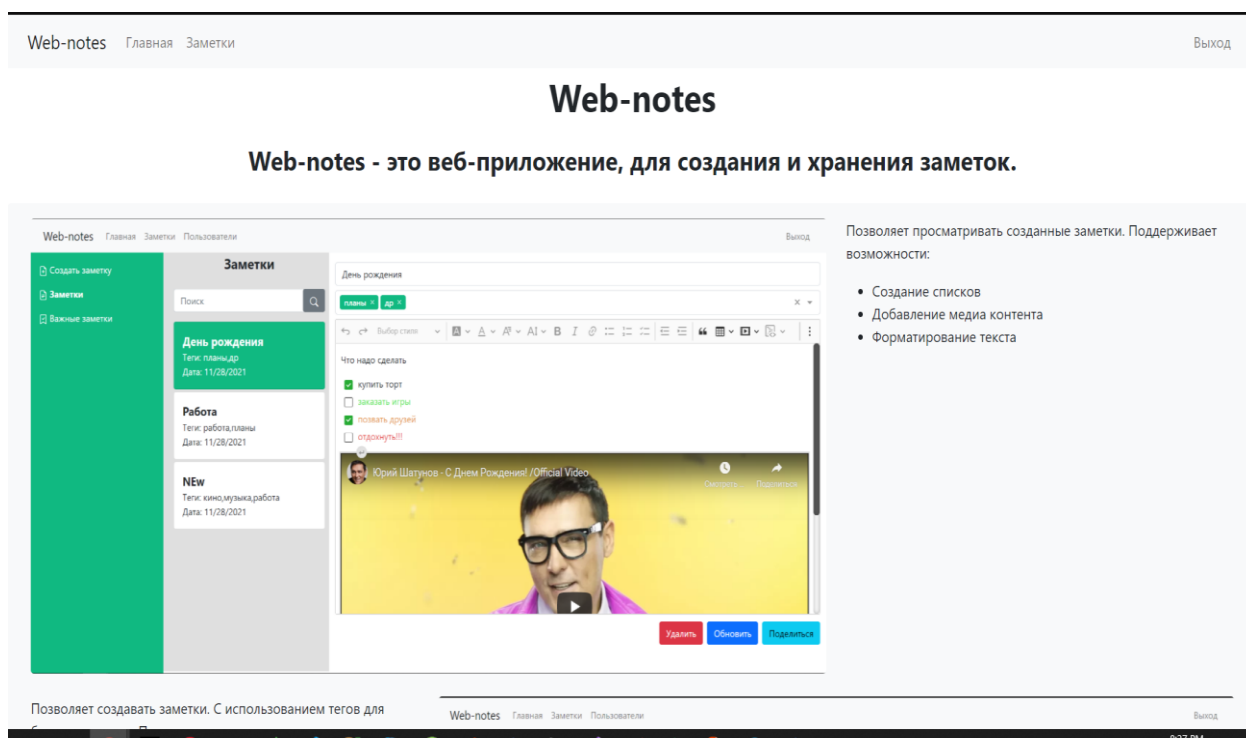 Web-notes Главная Заметки Выход
Web-notes
Web-notes - это веб-приложение, для создания и хранения заметок.
Web-notes Главная Заметки Пользователи Выход
Создать заметку
Заметки
Важные заметки
Заметки
Поиск
День рождения
Теги: планы,др
Дата: 11/28/2021
Работа
Теги: работа,планы
Дата: 11/28/2021
NEw
Теги: кино,музыка,работа
Дата: 11/28/2021
День рождения
планы × др ×
Выбор стиля
Что надо сделать
купить торт
заказать игры
позвать друзей
отдохнуть!!!
Юрий Шатунов - С Днем Рождения! /Official Video
Смотреть Поделиться
Удалить Обновить Поделиться
Позволяет просматривать созданные заметки. Поддерживает
возможности:
• Создание списков
• Добавление медиа контента
• Форматирование текста
Позволяет создавать заметки. С использованием тегов для
Web-notes Главная Заметки Пользователи Выход